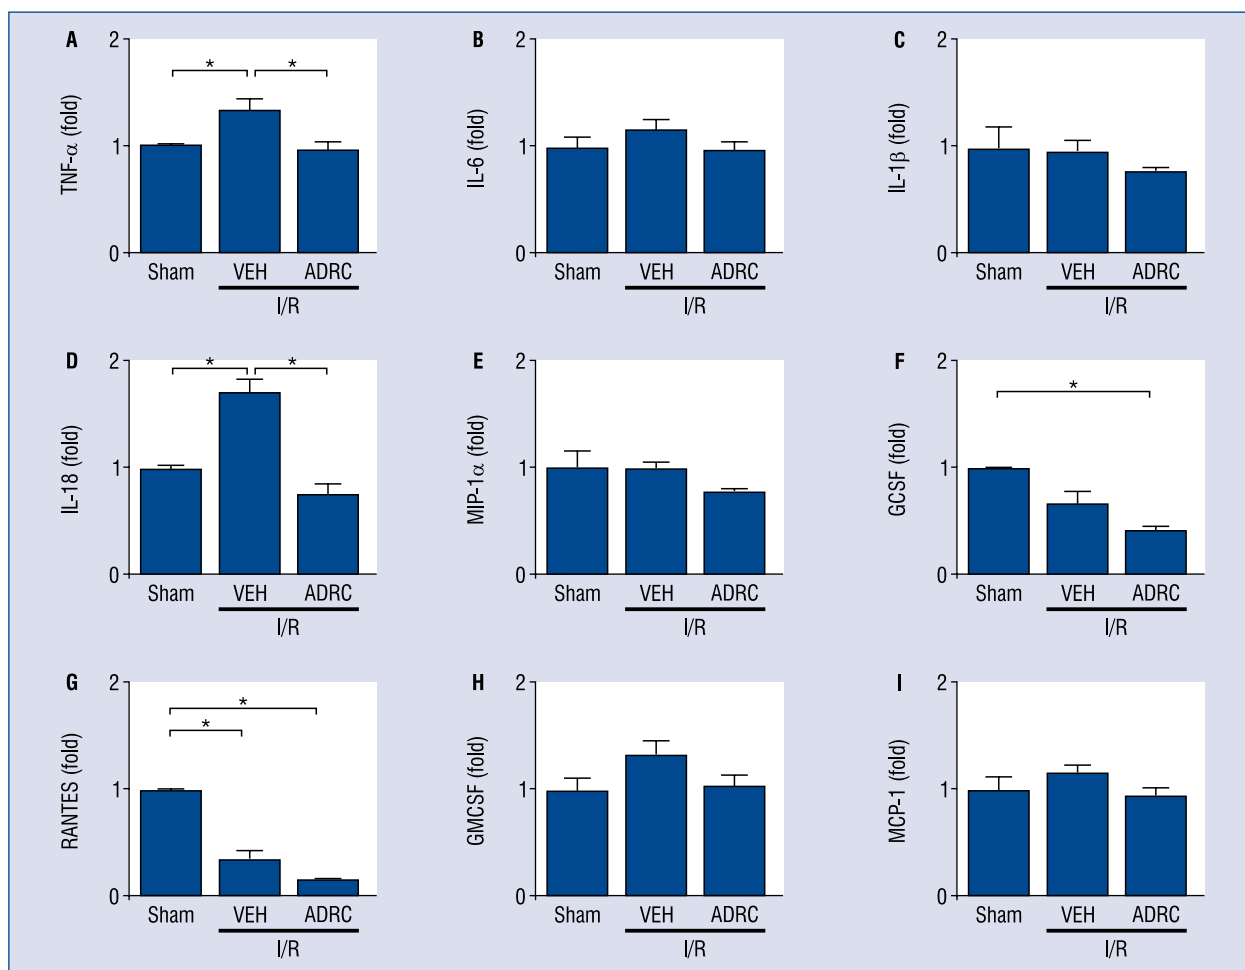 A
TNF-α (fold)
2
1
0
*
*
Sham VEH ADRC
I/R
B
IL-6 (fold)
2
1
0
Sham VEH ADRC
I/R
C
IL-1β (fold)
2
1
0
Sham VEH ADRC
I/R
D
IL-18 (fold)
2
1
0
*
*
Sham VEH ADRC
I/R
E
MIP-1α (fold)
2
1
0
Sham VEH ADRC
I/R
F
GCSF (fold)
2
1
0
*
Sham VEH ADRC
I/R
G
RANTES (fold)
2
1
0
*
*
Sham VEH ADRC
I/R
H
GMCSF (fold)
2
1
0
Sham VEH ADRC
I/R
I
MCP-1 (fold)
2
1
0
Sham VEH ADRC
I/R